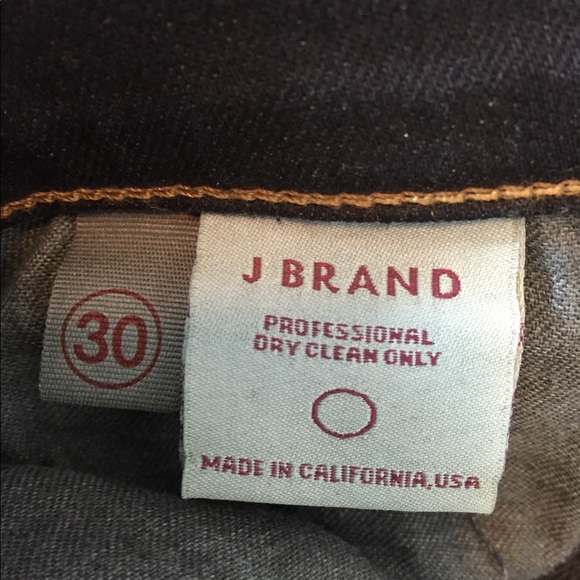 30
J BRAND
PROFESSIONAL
DRY CLEAN ONLY
MADE IN CALIFORNIA, USA